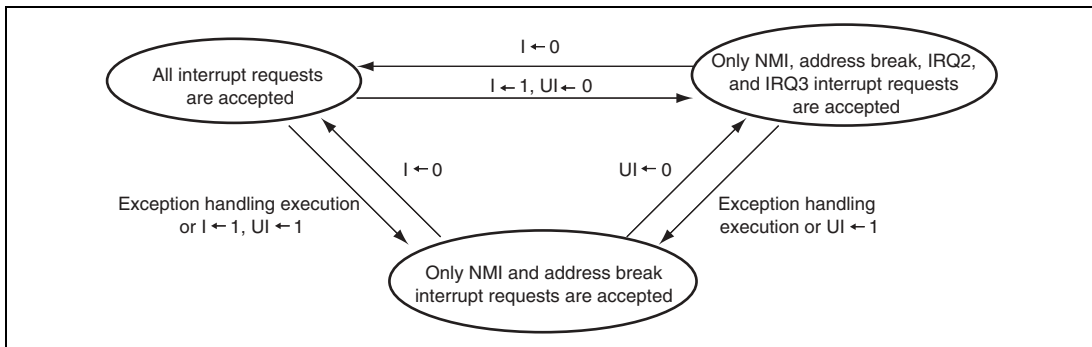 I ← 0
All interrupt requests
are accepted
Only NMI, address break, IRQ2,
and IRQ3 interrupt requests
are accepted
I ← 1, UI ← 0
I ← 0
UI ← 0
Exception handling execution
or I ← 1, UI ← 1
Exception handling
execution or UI ← 1
Only NMI and address break
interrupt requests are accepted